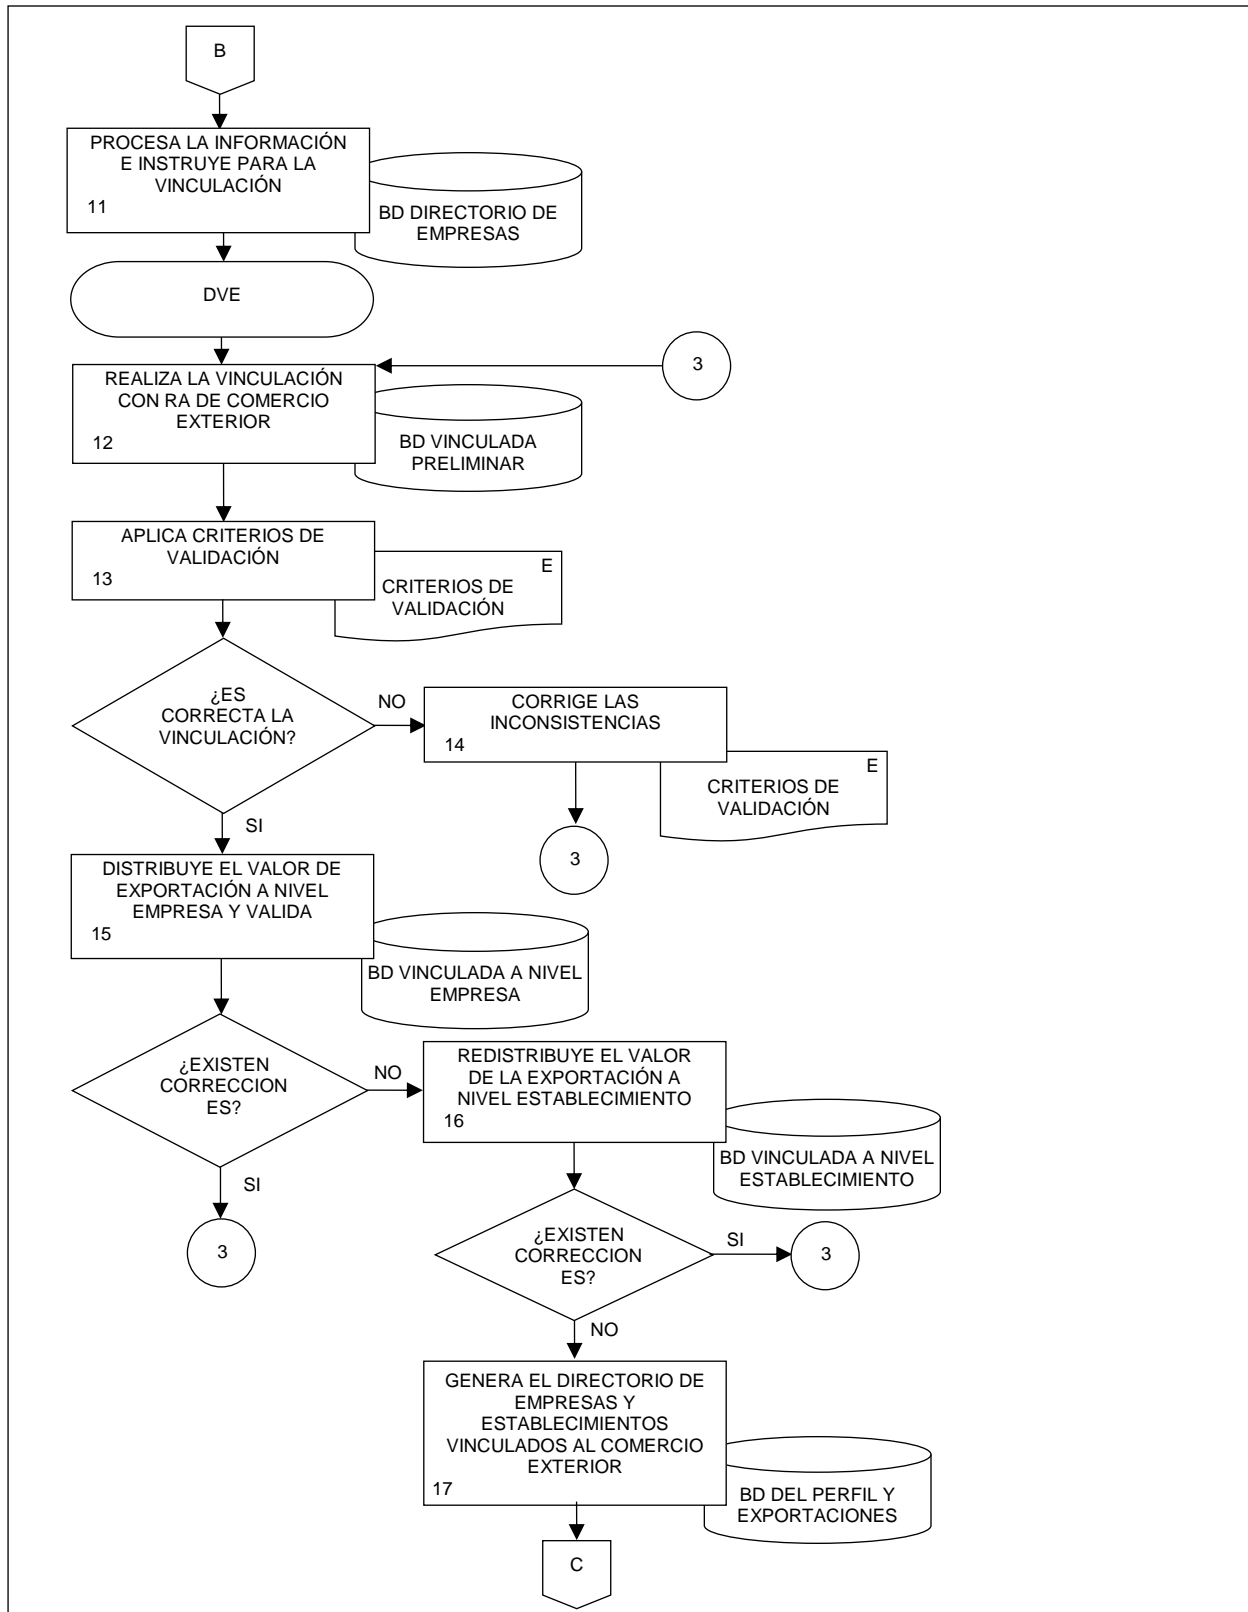 B
PROCESA LA INFORMACIÓN
E INSTRUYE PARA LA
VINCULACIÓN
11
BD DIRECTORIO DE
EMPRESAS
DVE
3
REALIZA LA VINCULACIÓN
CON RA DE COMERCIO
EXTERIOR
12
BD VINCULADA
PRELIMINAR
APLICA CRITERIOS DE
VALIDACIÓN
13
E
CRITERIOS DE
VALIDACIÓN
¿ES
CORRECTA LA
VINCULACIÓN?
NO
CORRIGE LAS
INCONSISTENCIAS
14
E
CRITERIOS DE
VALIDACIÓN
3
SI
DISTRIBUYE EL VALOR DE
EXPORTACIÓN A NIVEL
EMPRESA Y VALIDA
15
BD VINCULADA A NIVEL
EMPRESA
¿EXISTEN
CORRECCION
ES?
NO
REDISTRIBUYE EL VALOR
DE LA EXPORTACIÓN A
NIVEL ESTABLECIMIENTO
16
BD VINCULADA A NIVEL
ESTABLECIMIENTO
SI
3
¿EXISTEN
CORRECCION
ES?
SI
3
NO
GENERA EL DIRECTORIO DE
EMPRESAS Y
ESTABLECIMIENTOS
VINCULADOS AL COMERCIO
EXTERIOR
17
BD DEL PERFIL Y
EXPORTACIONES
C